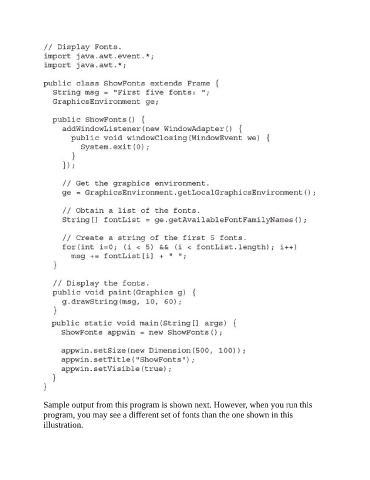 // Display Fonts.
import java.awt.event.*;
import java.awt.*;

public class ShowFonts extends Frame {
  String msg = "First five fonts: ";
  GraphicsEnvironment ge;

  public ShowFonts() {
    addWindowListener(new WindowAdapter() {
      public void windowClosing(WindowEvent we) {
        System.exit(0);
      }
    });

    // Get the graphics environment.
    ge = GraphicsEnvironment.getLocalGraphicsEnvironment();

    // Obtain a list of the fonts.
    String[] fontList = ge.getAvailableFontFamilyNames();

    // Create a string of the first 5 fonts.
    for(int i=0; (i < 5) && (i < fontList.length); i++)
      msg += fontList[i] + " ";
  }

  // Display the fonts.
  public void paint(Graphics g) {
    g.drawString(msg, 10, 60);
  }
  public static void main(String[] args) {
    ShowFonts appwin = new ShowFonts();

    appwin.setSize(new Dimension(500, 100));
    appwin.setTitle("ShowFonts");
    appwin.setVisible(true);
  }
}
Sample output from this program is shown next. However, when you run this
program, you may see a different set of fonts than the one shown in this
illustration.